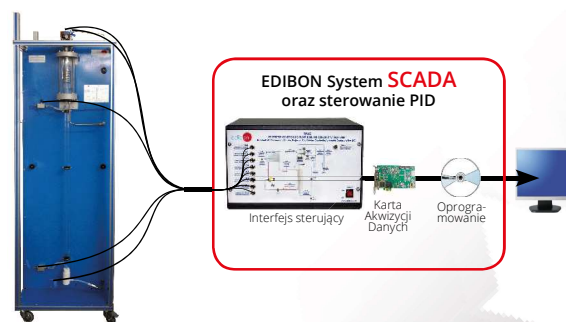 EDIBON System SCADA
oraz sterowanie PID
Interfejs sterujący
Karta
Akwizycji
Danych
Oprogra-
mowanie